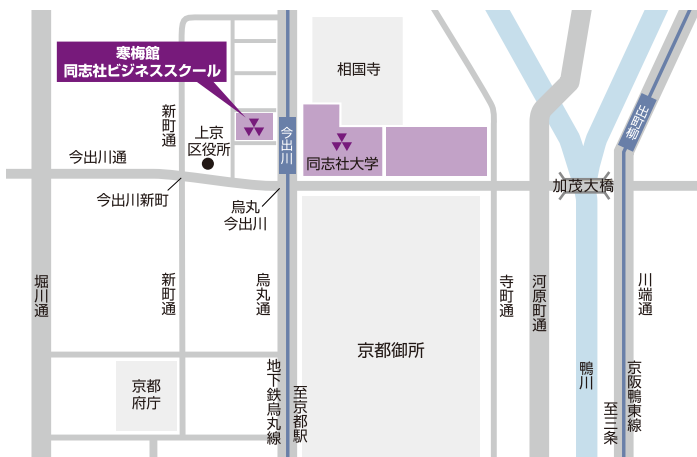 寒梅館
同志社ビジネススクール
相国寺
新町通
上京
区役所
今出川
同志社大学
出町柳
今出川通
加茂大橋
今出川新町
烏丸
今出川
堀川通
新町通
烏丸通
寺町通
河原町通
川端通
京都御所
鴨川
京都
府庁
地下鉄烏丸線
至京都駅
京阪鴨東線
至三条